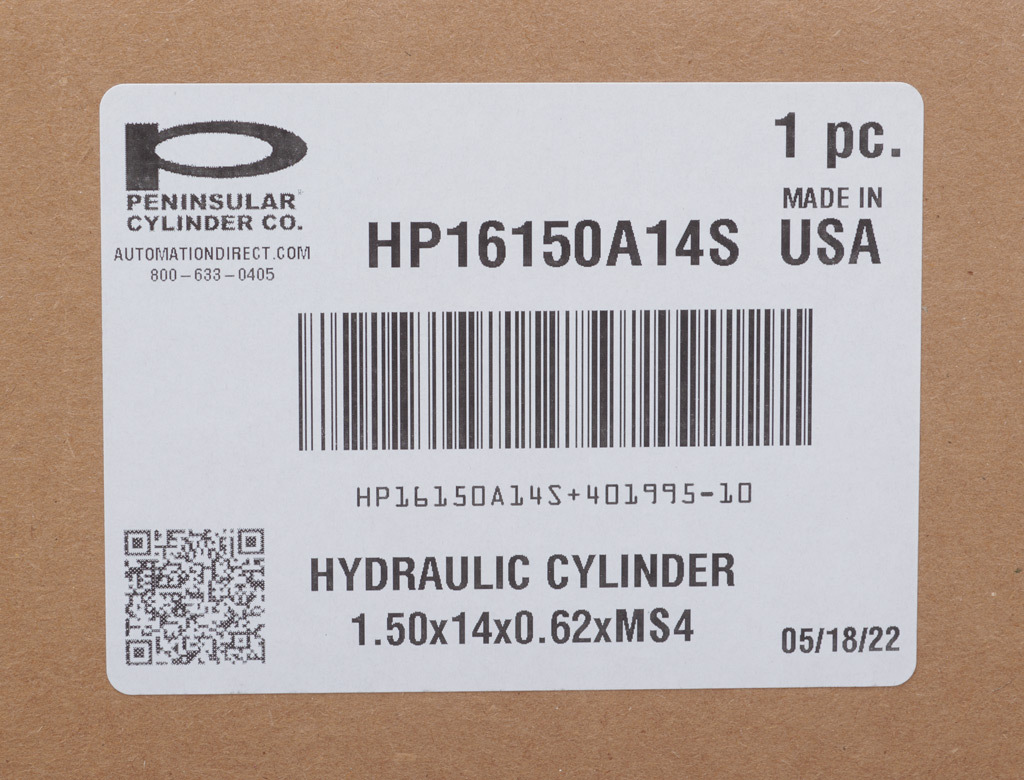 PENINSULAR
CYLINDER CO.
AUTOMATIONDIRECT.COM
800-633-0405
1 pc.
MADE IN
USA
HP16150A14S
HP16150A14S+401995-10
HYDRAULIC CYLINDER
1.50x14x0.62xMS4
05/18/22